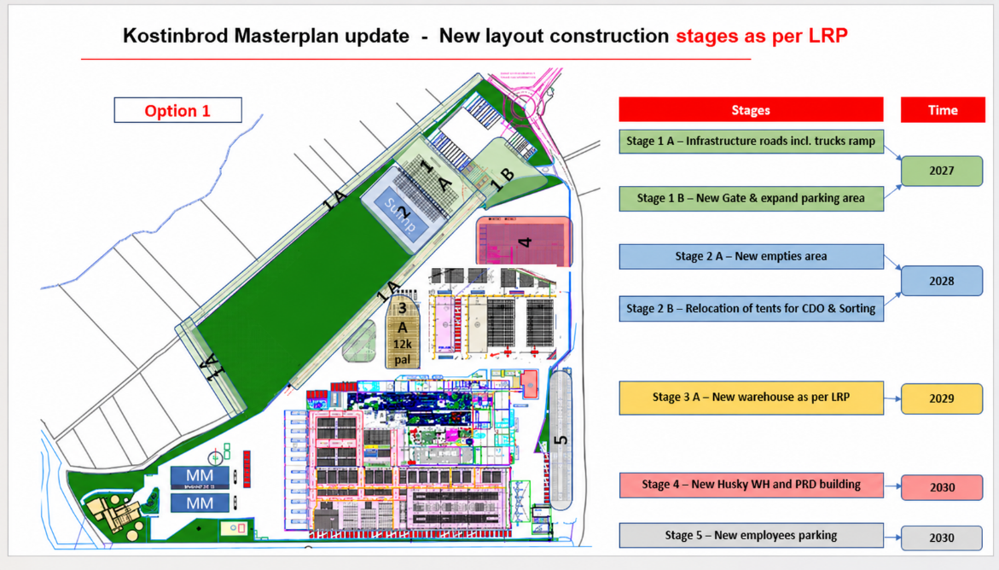 Kostinbrod Masterplan update - New layout construction stages as per LRP
Option 1
Stages
Time
Stage 1 A – Infrastructure roads incl. trucks ramp
2027
Stage 1 B – New Gate & expand parking area
Stage 2 A – New empties area
2028
Stage 2 B – Relocation of tents for CDO & Sorting
Stage 3 A – New warehouse as per LRP
2029
Stage 4 – New Husky WH and PRD building
2030
Stage 5 – New employees parking
2030
1 A
1 B
1 A
2
Sump
4
1 A
3
A
12k
pal
1 A
5
MM
MM